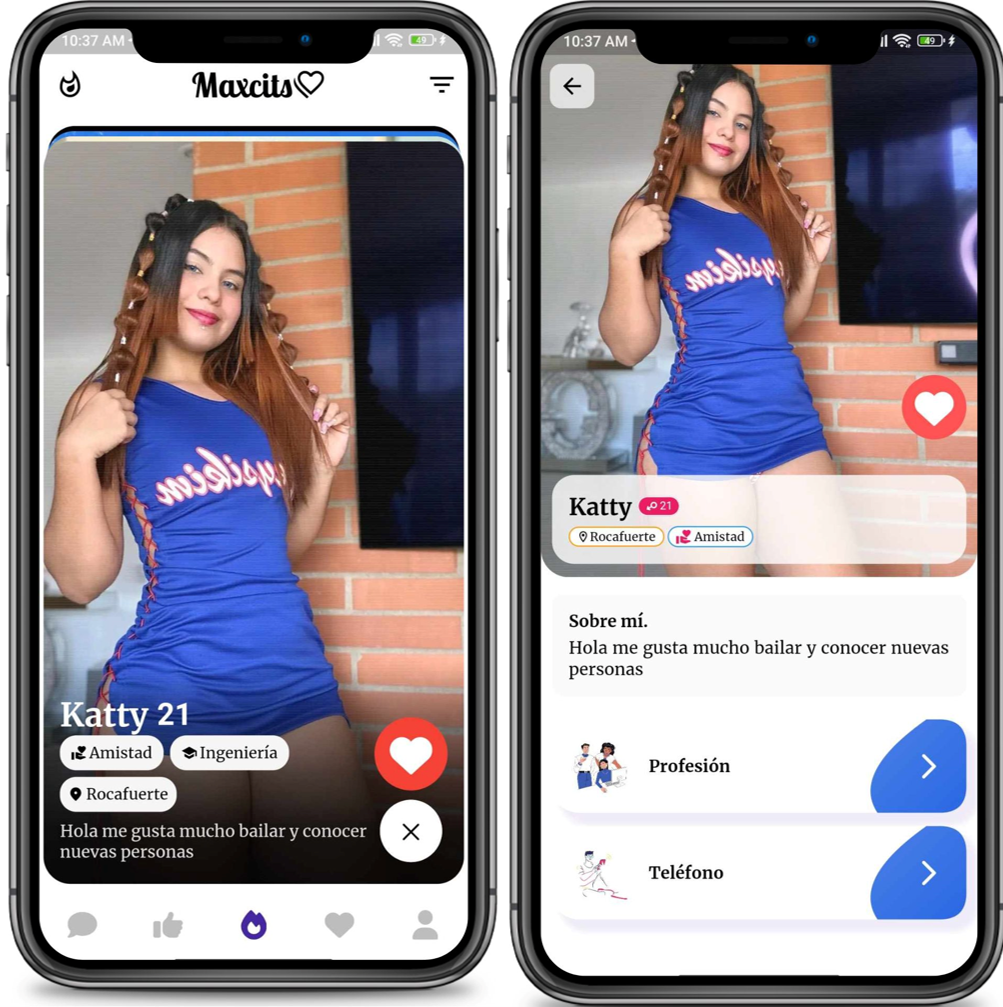 10:37 AM
49
Maxcits
Katty 21
Amistad
Ingeniería
Rocafuerte
Hola me gusta mucho bailar y conocer
nuevas personas
10:37 AM
49
Katty
21
Rocafuerte
Amistad
Sobre mí.
Hola me gusta mucho bailar y conocer nuevas
personas
Profesión
Teléfono